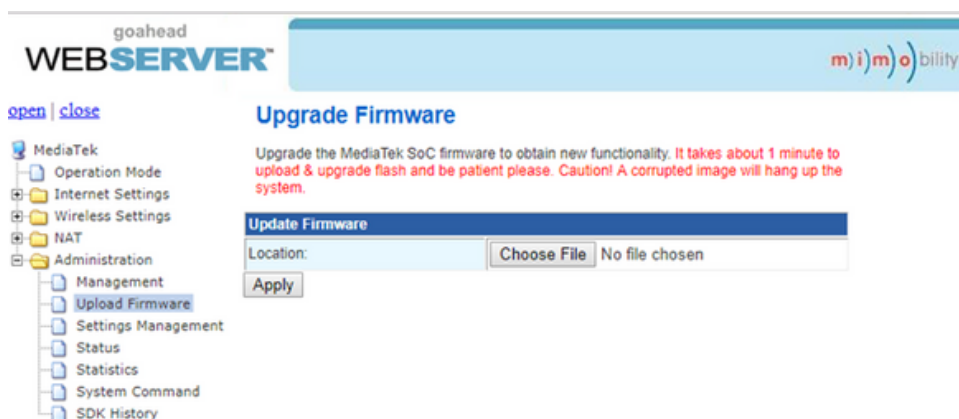 goahead
WEBSERVER™
m)i)m)o)bility
open | close
MediaTek
Operation Mode
Internet Settings
Wireless Settings
NAT
Administration
Management
Upload Firmware
Settings Management
Status
Statistics
System Command
SDK History
Upgrade Firmware
Upgrade the MediaTek SoC firmware to obtain new functionality. It takes about 1 minute to
upload & upgrade flash and be patient please. Caution! A corrupted image will hang up the
system.
Update Firmware
Location:
Choose File No file chosen
Apply